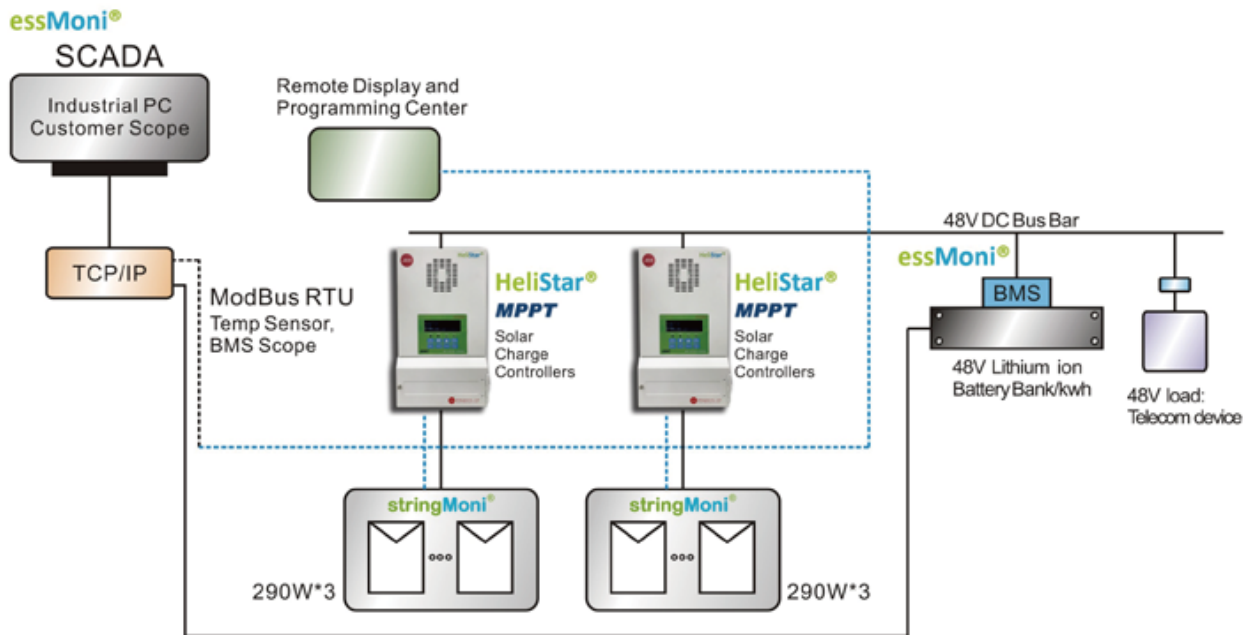 essMoni®
SCADA
Industrial PC
Customer Scope
Remote Display and
Programming Center
TCP/IP
ModBus RTU
Temp Sensor,
BMS Scope
HeliStar®
HeliStar®
MPPT
Solar
Charge
Controllers
HeliStar®
HeliStar®
MPPT
Solar
Charge
Controllers
48V DC Bus Bar
essMoni®
BMS
48V Lithium ion
Battery Bank/kwh
48V load:
Telecom device
stringMoni®
290W*3
stringMoni®
290W*3